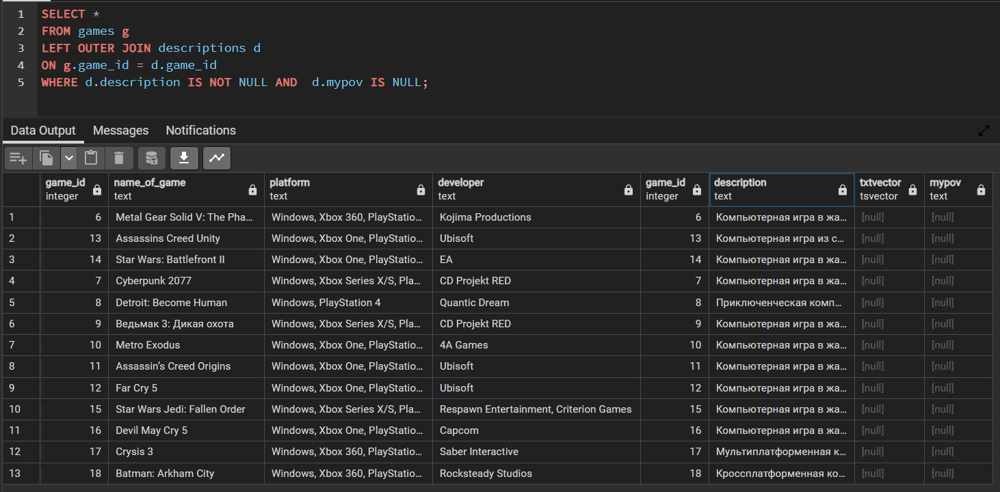 1 SELECT *
2 FROM games g
3 LEFT OUTER JOIN descriptions d
4 ON g.game_id = d.game_id
5 WHERE d.description IS NOT NULL AND  d.mypov IS NULL;
Data Output Messages Notifications
game_id name_of_game platform developer game_id description txtvector mypov
integer text text text integer text tsvector text
1 6 Metal Gear Solid V: The Pha... Windows, Xbox 360, PlayStatio... Kojima Productions 6 Компьютерная игра в жа... [null] [null]
2 13 Assassins Creed Unity Windows, Xbox One, PlayStatio... Ubisoft 13 Компьютерная игра из с... [null] [null]
3 14 Star Wars: Battlefront II Windows, Xbox One, PlayStatio... EA 14 Компьютерная игра в жа... [null] [null]
4 7 Cyberpunk 2077 Windows, Xbox Series X/S, Pla... CD Projekt RED 7 Компьютерная игра в жа... [null] [null]
5 8 Detroit: Become Human Windows, PlayStation 4 Quantic Dream 8 Приключенческая комп... [null] [null]
6 9 Ведьмак 3: Дикая охота Windows, Xbox Series X/S, Pla... CD Projekt RED 9 Компьютерная игра в жа... [null] [null]
7 10 Metro Exodus Windows, Xbox One, PlayStatio... 4A Games 10 Компьютерная игра в жа... [null] [null]
8 11 Assassin’s Creed Origins Windows, Xbox One, PlayStatio... Ubisoft 11 Компьютерная игра в жа... [null] [null]
9 12 Far Cry 5 Windows, Xbox One, PlayStatio... Ubisoft 12 Компьютерная игра в жа... [null] [null]
10 15 Star Wars Jedi: Fallen Order Windows, Xbox Series X/S, Pla... Respawn Entertainment, Criterion Games 15 Компьютерная игра в жа... [null] [null]
11 16 Devil May Cry 5 Windows, Xbox One, PlayStatio... Capcom 16 Компьютерная игра в жа... [null] [null]
12 17 Crysis 3 Windows, Xbox 360, PlayStatio... Saber Interactive 17 Мультиплатформенная к... [null] [null]
13 18 Batman: Arkham City Windows, Xbox 360, PlayStatio... Rocksteady Studios 18 Кроссплатформенная ко... [null] [null]